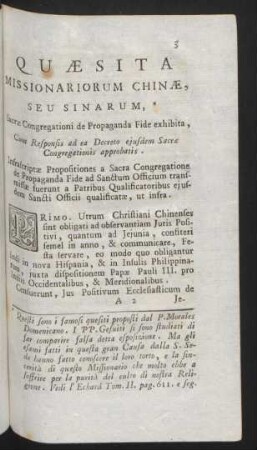 5
QUÆSITA
MISSIONARIORUM CHINÆ,
SEU SINARUM,
Sacræ Congregationi de Propaganda Fide exhibita,
Cum Responsis ad ea Decreto ejusdem Sacræ
Congregationis approbatis.
Infrascriptæ Propositiones a Sacra Congregatione
de Propaganda Fide ad Sanctum Officium trans-
missæ fuerunt a Patribus Qualificatoribus ejus-
dem Sancti Officii qualificatæ, ut infra.
PRIMO. Utrum Christiani Chinenses
sint obligati ad observantiam Juris Posi-
tivi, quantum ad Jejunia, confiteri
semel in anno, & communicare, Fe-
sta servare, eo modo quo obligantur
Indi in nova Hispania, & in Insulis Philippina-
rum, juxta dispositionem Papæ Pauli III. pro
Indis Occidentalibus, & Meridionalibus.
Censuerunt, Jus Positivum Ecclesiasticum de
A 2 Je-
Questi sono i famosi quesiti proposti dal P. Morales
Domenicano. I PP. Gesuiti si sono studiati di
far comparire falsa detta esposizione. Ma gli
esami fatti in questa gran Causa dalla S. Se-
de hanno fatto conoscere il loro torto, e la sin-
cerità di questo Missionario che molto ebbe a
soffrire per la purità del culto di nostra Reli-
gione. Vedi l'Echard Tom. II. pag. 611. e seg.